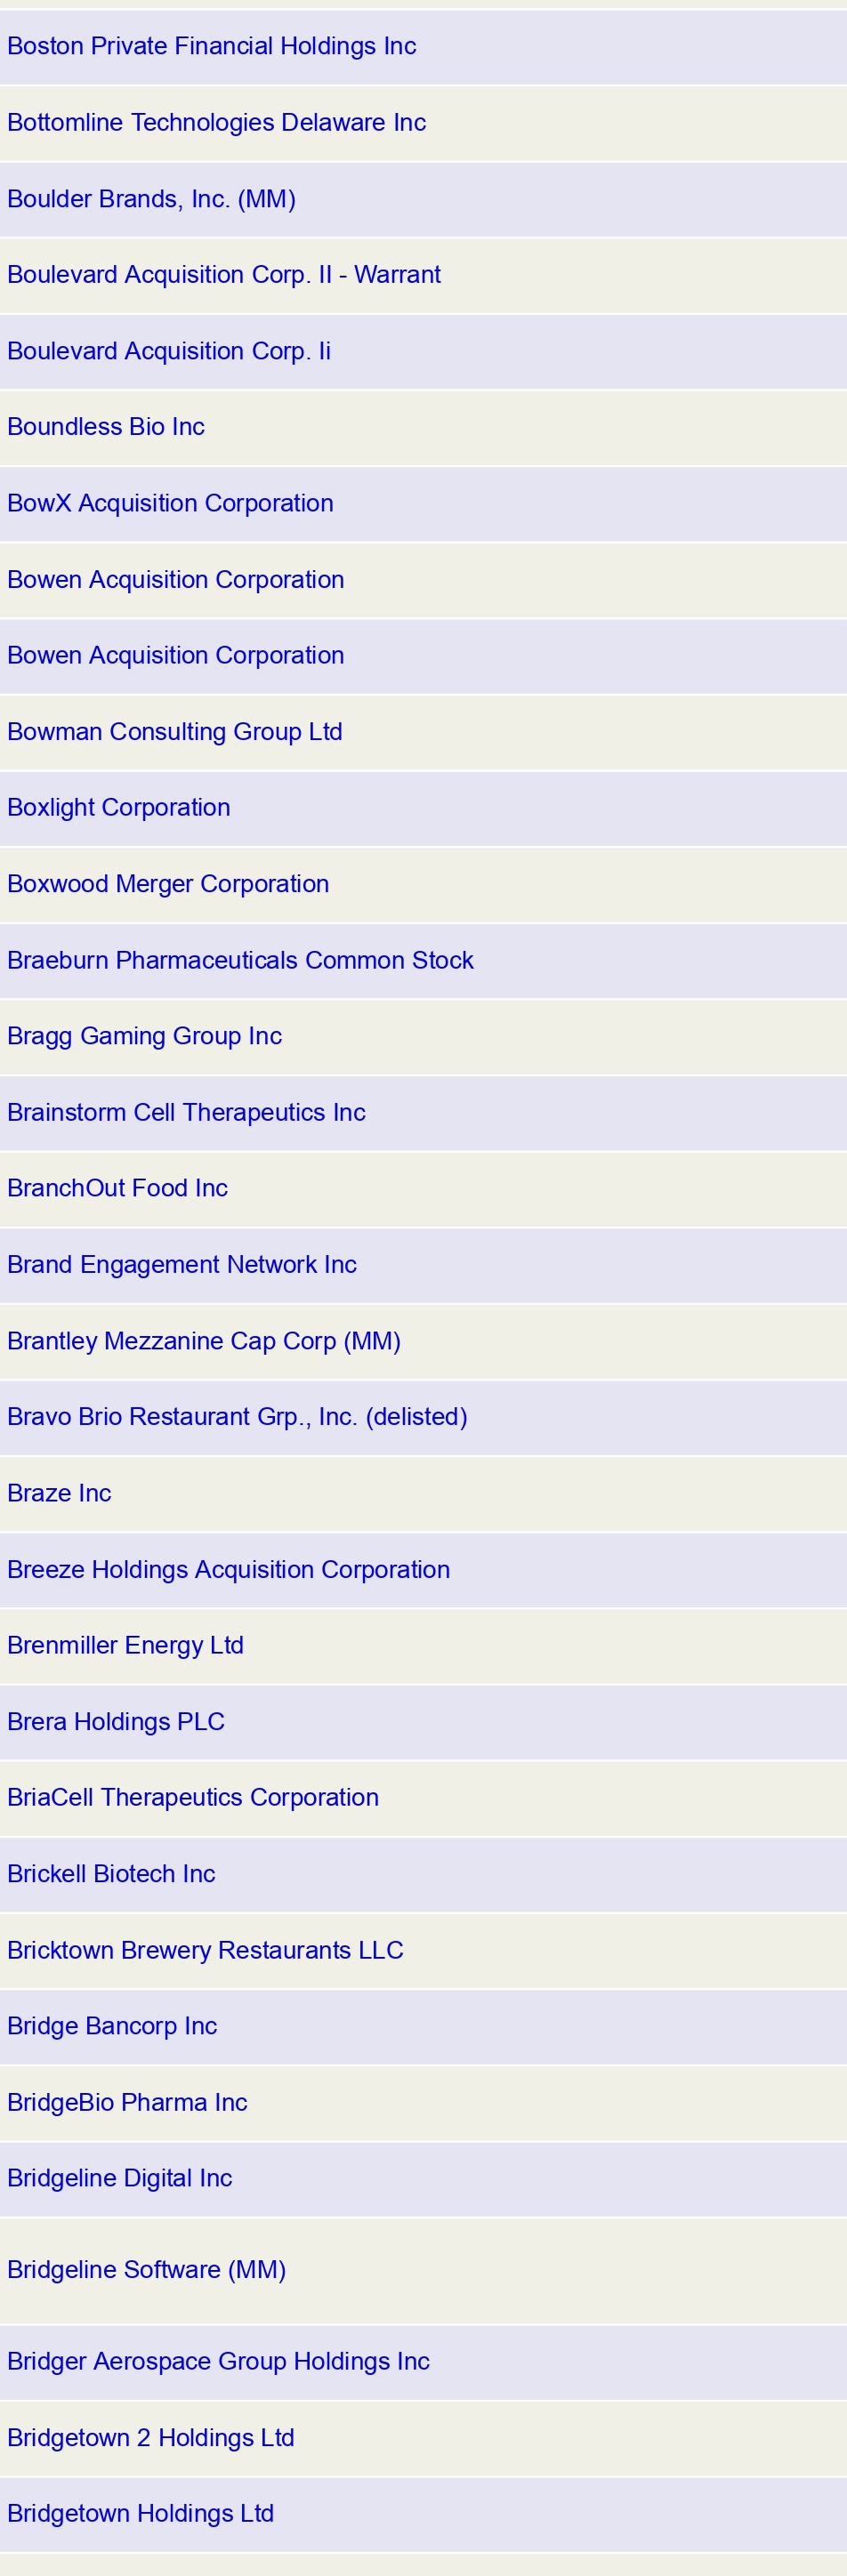 Boston Private Financial Holdings Inc
Bottomline Technologies Delaware Inc
Boulder Brands, Inc. (MM)
Boulevard Acquisition Corp. II - Warrant
Boulevard Acquisition Corp. Ii
Boundless Bio Inc
BowX Acquisition Corporation
Bowen Acquisition Corporation
Bowen Acquisition Corporation
Bowman Consulting Group Ltd
Boxlight Corporation
Boxwood Merger Corporation
Braeburn Pharmaceuticals Common Stock
Bragg Gaming Group Inc
Brainstorm Cell Therapeutics Inc
BranchOut Food Inc
Brand Engagement Network Inc
Brantley Mezzanine Cap Corp (MM)
Bravo Brio Restaurant Grp., Inc. (delisted)
Braze Inc
Breeze Holdings Acquisition Corporation
Brenmiller Energy Ltd
Brera Holdings PLC
BriaCell Therapeutics Corporation
Brickell Biotech Inc
Bricktown Brewery Restaurants LLC
Bridge Bancorp Inc
BridgeBio Pharma Inc
Bridgeline Digital Inc
Bridgeline Software (MM)
Bridger Aerospace Group Holdings Inc
Bridgetown 2 Holdings Ltd
Bridgetown Holdings Ltd